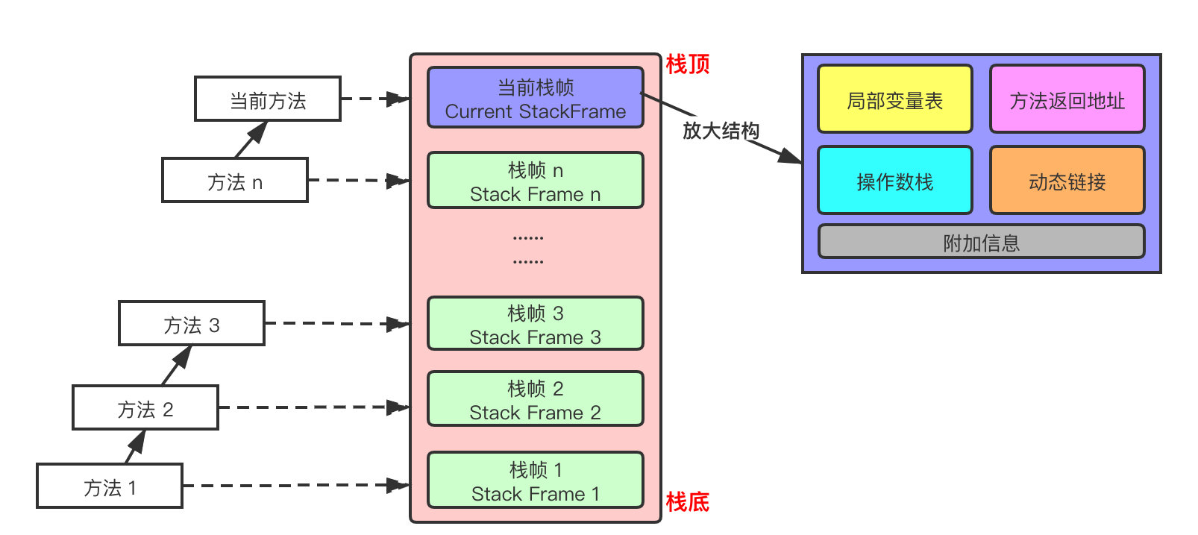 栈顶
当前方法
当前栈帧
Current StackFrame
局部变量表
方法返回地址
放大结构
方法 n
栈帧 n
Stack Frame n
操作数栈
动态链接
......
......
附加信息
方法 3
栈帧 3
Stack Frame 3
方法 2
栈帧 2
Stack Frame 2
方法 1
栈帧 1
Stack Frame 1
栈底